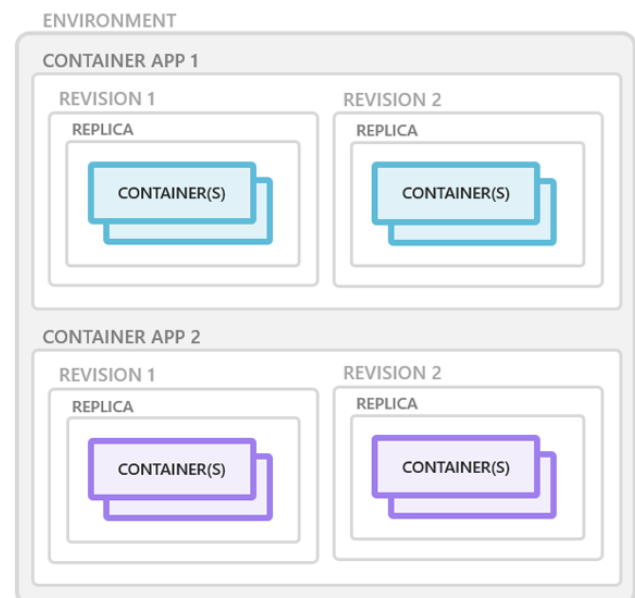 ENVIRONMENT
CONTAINER APP 1
REVISION 1
REPLICA
CONTAINER(S)
REVISION 2
REPLICA
CONTAINER(S)
CONTAINER APP 2
REVISION 1
REPLICA
CONTAINER(S)
REVISION 2
REPLICA
CONTAINER(S)